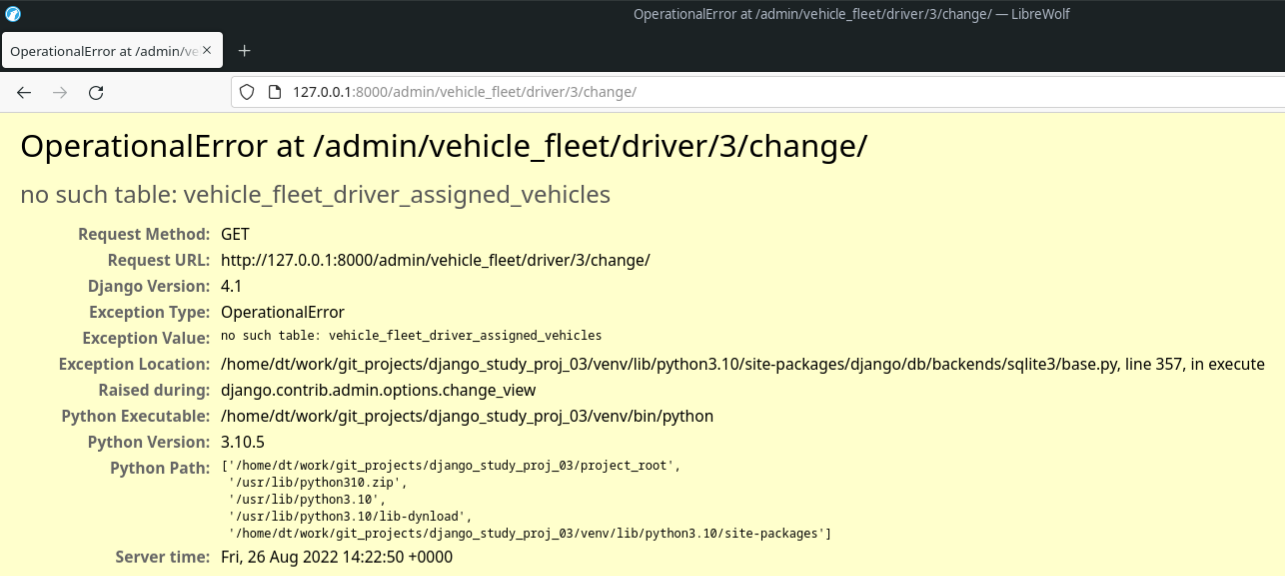 OperationalError at /admin/vehicle_fleet/driver/3/change/ — LibreWolf
OperationalError at /admin/ve
127.0.0.1:8000/admin/vehicle_fleet/driver/3/change/
OperationalError at /admin/vehicle_fleet/driver/3/change/
no such table: vehicle_fleet_driver_assigned_vehicles
Request Method: GET
Request URL: http://127.0.0.1:8000/admin/vehicle_fleet/driver/3/change/
Django Version: 4.1
Exception Type: OperationalError
Exception Value: no such table: vehicle_fleet_driver_assigned_vehicles
Exception Location: /home/dt/work/git_projects/django_study_proj_03/venv/lib/python3.10/site-packages/django/db/backends/sqlite3/base.py, line 357, in execute
Raised during: django.contrib.admin.options.change_view
Python Executable: /home/dt/work/git_projects/django_study_proj_03/venv/bin/python
Python Version: 3.10.5
Python Path: ['/home/dt/work/git_projects/django_study_proj_03/project_root',
'/usr/lib/python310.zip',
'/usr/lib/python3.10',
'/usr/lib/python3.10/lib-dynload',
'/home/dt/work/git_projects/django_study_proj_03/venv/lib/python3.10/site-packages']
Server time: Fri, 26 Aug 2022 14:22:50 +0000